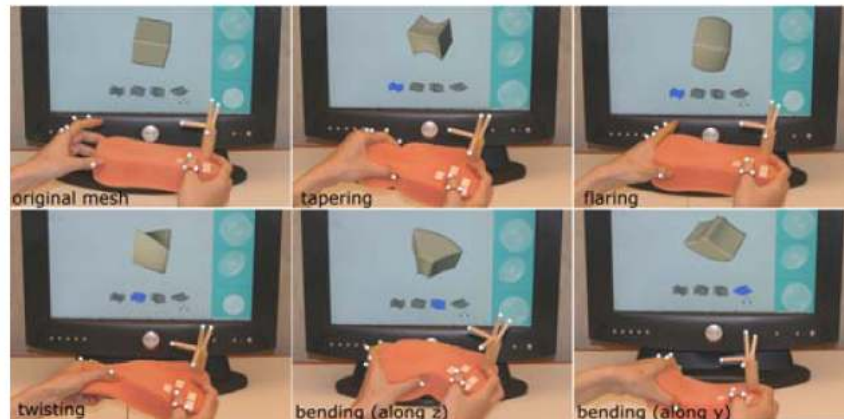 original mesh
tapering
flaring
twisting
bending (along z)
bending (along y)